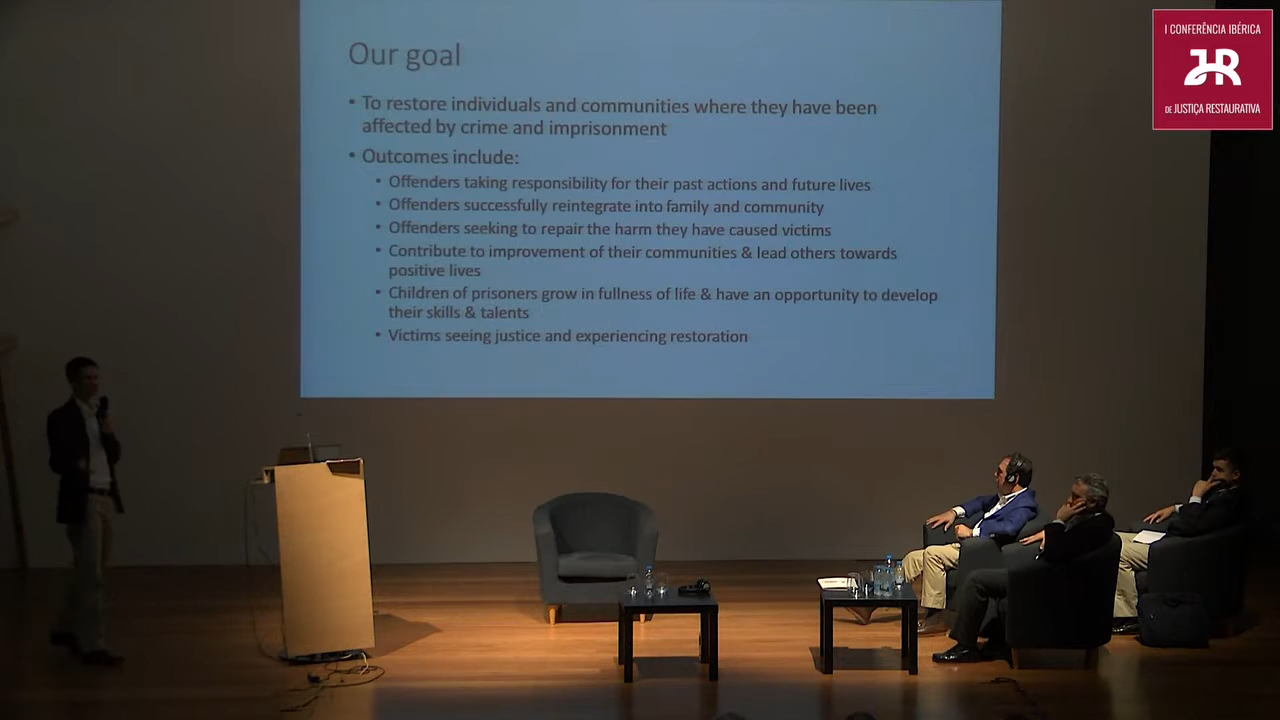 Our goal
• To restore individuals and communities where they have been
affected by crime and imprisonment
• Outcomes include:
• Offenders taking responsibility for their past actions and future lives
• Offenders successfully reintegrate into family and community
• Offenders seeking to repair the harm they have caused victims
• Contribute to improvement of their communities & lead others towards
positive lives
• Children of prisoners grow in fullness of life & have an opportunity to develop
their skills & talents
• Victims seeing justice and experiencing restoration
I CONFERÊNCIA IBÉRICA
JR
DE JUSTIÇA RESTAURATIVA